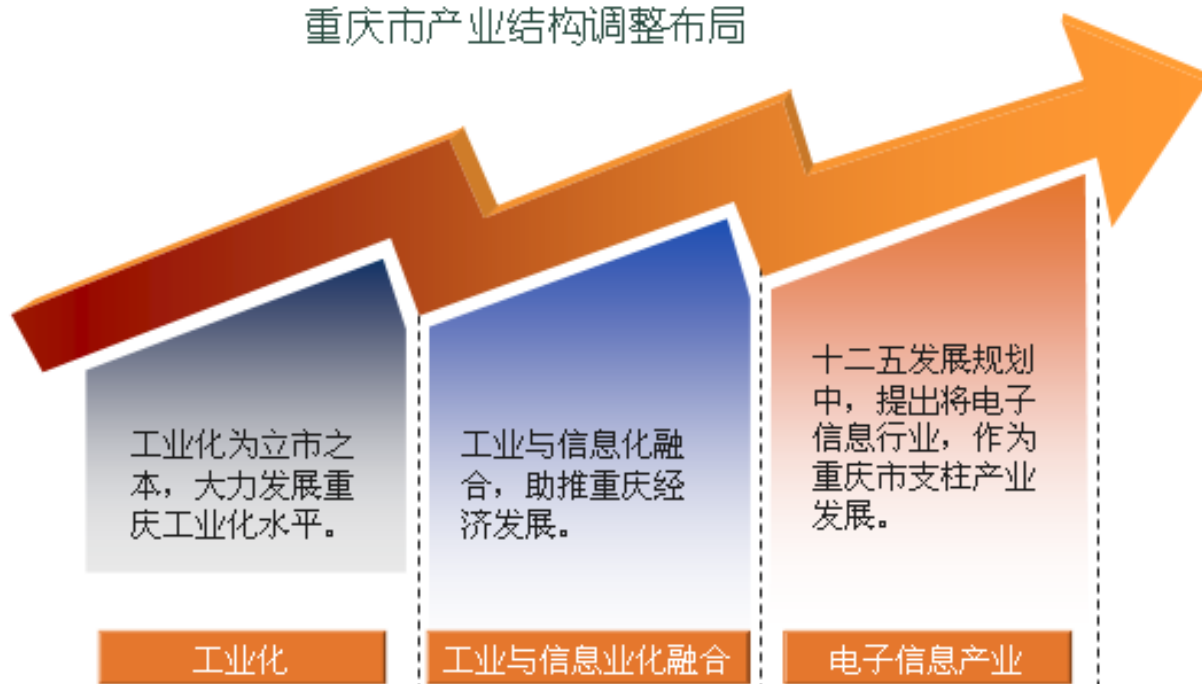 重庆市产业结构调整布局
工业化为立市之
本，大力发展重
庆工业化水平。
工业与信息化融
合，助推重庆经
济发展。
十二五发展规划
中，提出将电子
信息行业，作为
重庆市支柱产业
发展。
工业化
工业与信息业化融合
电子信息产业